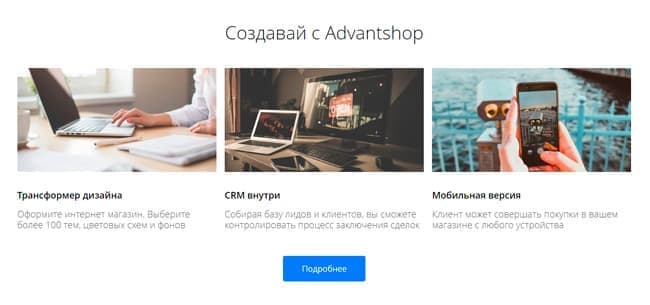 Создавай с Advantshop
Трансформер дизайна
Оформите интернет магазин. Выберите
более 100 тем, цветовых схем и фонов
CRM внутри
Собирая базу лидов и клиентов, вы сможете
контролировать процесс заключения сделок
Мобильная версия
Клиент может совершать покупки в вашем
магазине с любого устройства
Подробнее